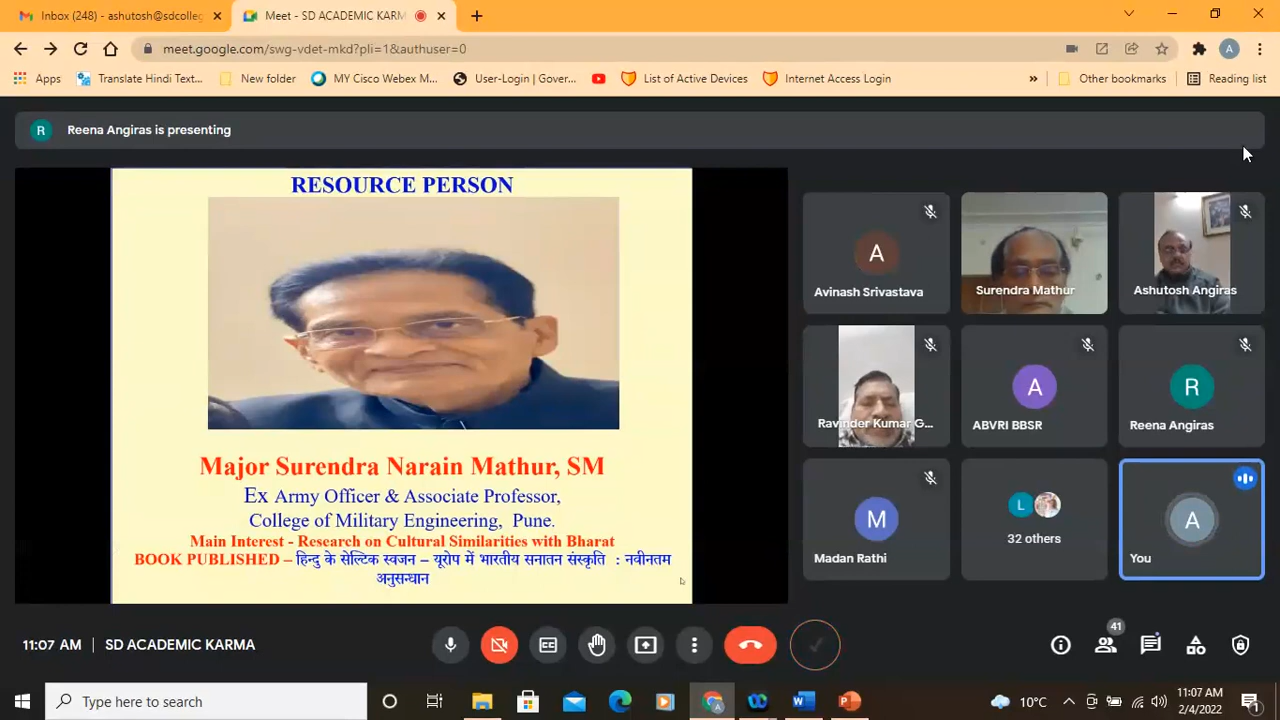 Inbox (248) - ashutosh@sdcolleg
Meet - SD ACADEMIC KARM
meet.google.com/swg-vdet-mkd?pli=1&authuser=0
A
Apps
Translate Hindi Text...
New folder
MY Cisco Webex M...
User-Login | Gover...
List of Active Devices
Internet Access Login
»
Other bookmarks
Reading list
R
Reena Angiras is presenting
RESOURCE PERSON
Major Surendra Narain Mathur, SM
Ex Army Officer & Associate Professor,
College of Military Engineering, Pune.
Main Interest - Research on Cultural Similarities with Bharat
BOOK PUBLISHED – हिन्दु के सेल्टिक स्वजन – यूरोप में भारतीय सनातन संस्कृति : नवीनतम
अनुसन्धान
A
Avinash Srivastava
Surendra Mathur
Ashutosh Angiras
Ravinder Kumar G...
A
ABVRI BBSR
R
Reena Angiras
M
Madan Rathi
L
32 others
A
You
11:07 AM | SD ACADEMIC KARMA
CC
41
Type here to search
10°C
11:07 AM
2/4/2022
1